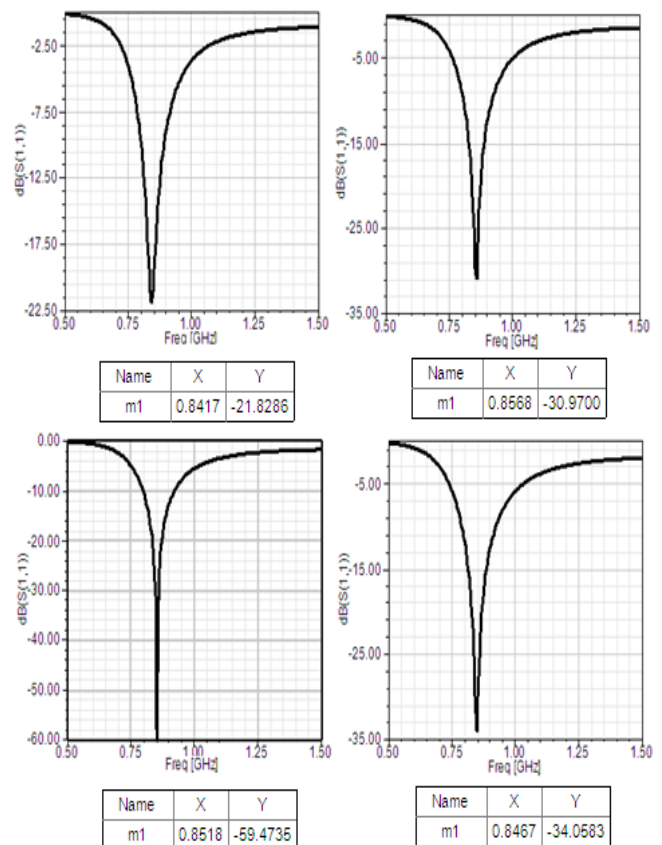 dB(S(1,1))
-2.50
-7.50
-12.50
-17.50
-22.50
0.50 0.75 1.00 1.25 1.50
Freq [GHz]
Name X Y
m1 0.8417 -21.8286
dB(S(1,1))
-5.00
-15.00
-25.00
-35.00
0.50 0.75 1.00 1.25 1.50
Freq [GHz]
Name X Y
m1 0.8568 -30.9700
dB(S(1,1))
0.00
-10.00
-20.00
-30.00
-40.00
-50.00
-60.00
0.50 0.75 1.00 1.25 1.50
Freq [GHz]
Name X Y
m1 0.8518 -59.4735
dB(S(1,1))
-5.00
-15.00
-25.00
-35.00
0.50 0.75 1.00 1.25 1.50
Freq [GHz]
Name X Y
m1 0.8467 -34.0583